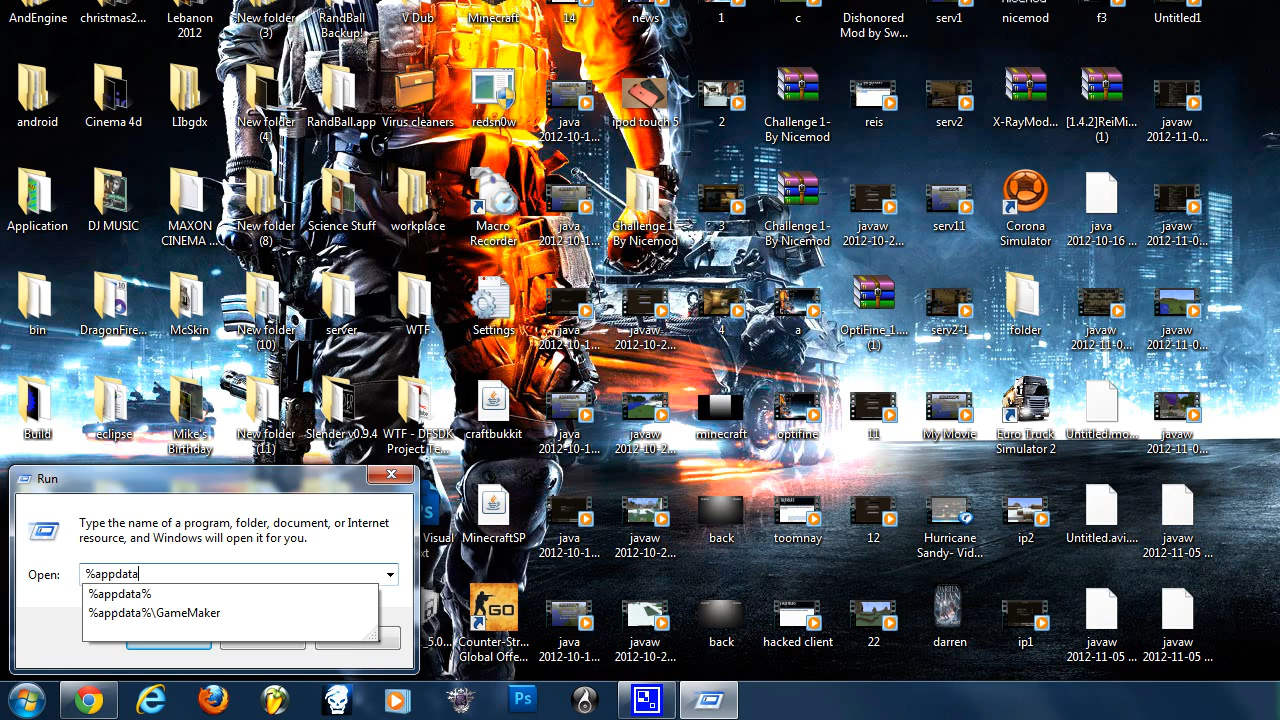 AndEngine
christmas2...
Lebanon
2012
New folder
(3)
RandBall
Backup!
V Dub
Minecraft
14
news
1
c
Dishonored
Mod by Sw...
serv1
nicemod
f3
Untitled1
android
Cinema 4d
LIbgdx
New folder
(4)
RandBall.app
Virus cleaners
redsn0w
java
2012-10-1...
ipod touch 5
2
Challenge 1-
By Nicemod
reis
serv2
X-RayMod...
[1.4.2]ReiMi...
(1)
javaw
2012-11-0...
Application
DJ MUSIC
MAXON
CINEMA ...
New folder
(8)
Science Stuff
workplace
Macro
Recorder
java
2012-10-1...
Challenge 1-
By Nicemod
3
Challenge 1-
By Nicemod
javaw
2012-10-2...
serv11
Corona
Simulator
java
2012-10-16 ...
javaw
2012-11-0...
bin
DragonFire...
McSkin
New folder
(10)
server
WTF
Settings
java
2012-10-1...
javaw
2012-10-2...
4
a
OptiFine_1....
(1)
serv2-1
folder
javaw
2012-11-0...
javaw
2012-11-0...
Build
eclipse
Mike's
Birthday
New folder
(11)
Slender v0.9.4
WTF - DFSDK
Project Te...
craftbukkit
java
2012-10-1...
javaw
2012-10-2...
minecraft
optifine
11
My Movie
Euro Truck
Simulator 2
Untitled.mo...
javaw
2012-11-0...
Run
Type the name of a program, folder, document, or Internet
resource, and Windows will open it for you.
Open:
%appdata
%appdata%
%appdata%\GameMaker
Visual
MinecraftSP
java
2012-10-1...
javaw
2012-10-2...
back
toomnay
12
Hurricane
Sandy- Vid...
ip2
Untitled.avi...
javaw
2012-11-05 ...
_5.0...
GO
Counter-Str...
Global Offe...
java
2012-10-1...
javaw
2012-10-2...
back
hacked client
22
darren
ip1
javaw
2012-11-05 ...
javaw
2012-11-05 ...
Ps